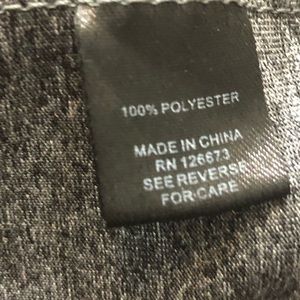 100% POLYESTER
MADE IN CHINA
RN 126673
SEE REVERSE
FOR CARE